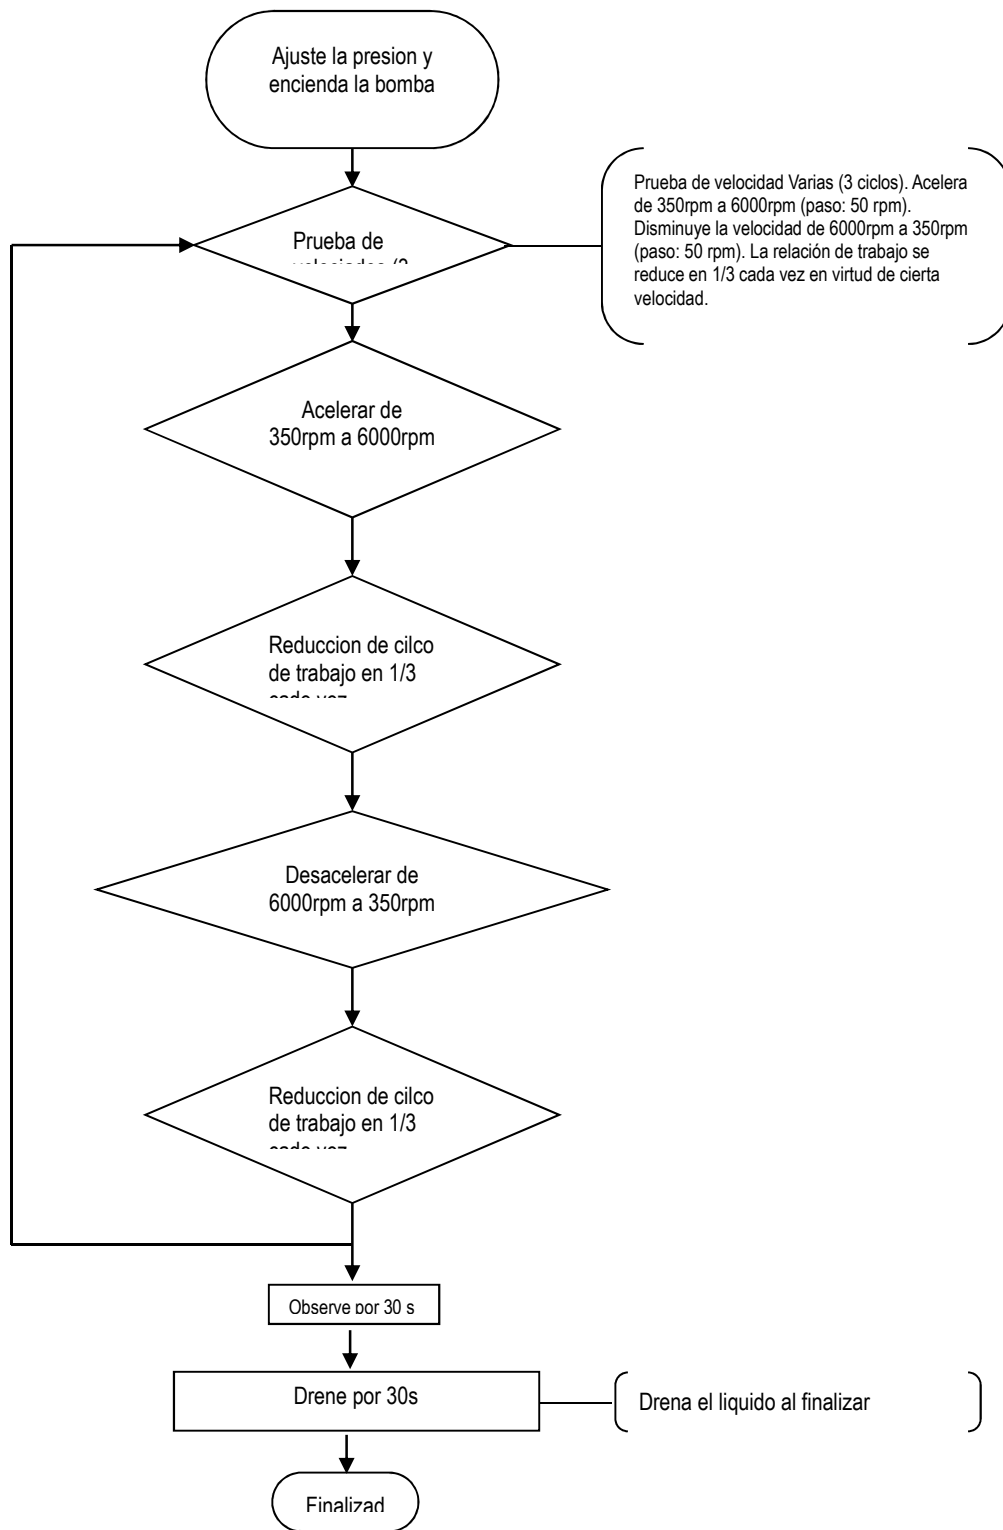 Ajuste la presion y
encienda la bomba
Prueba de velocidad Varias (3 ciclos). Acelera
de 350rpm a 6000rpm (paso: 50 rpm).
Disminuye la velocidad de 6000rpm a 350rpm
(paso: 50 rpm). La relación de trabajo se
reduce en 1/3 cada vez en virtud de cierta
velocidad.
Prueba de
Acelerar de
350rpm a 6000rpm
Reduccion de cilco
de trabajo en 1/3
Desacelerar de
6000rpm a 350rpm
Reduccion de cilco
de trabajo en 1/3
Observe por 30 s
Drene por 30s
Drena el liquido al finalizar
Finalizad